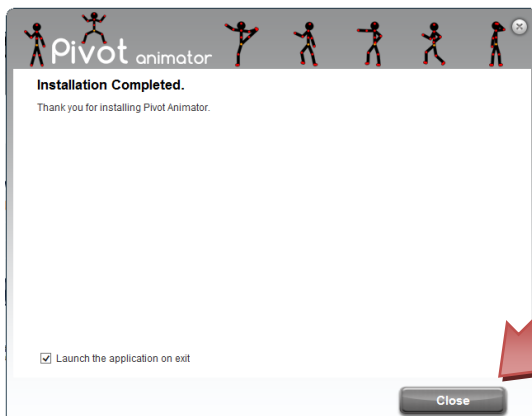 Pivot animator
Installation Completed.
Thank you for installing Pivot Animator.
Launch the application on exit
Close